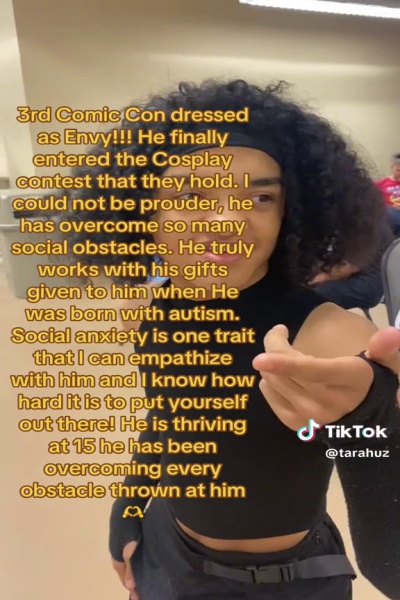 3rd Comic Con dressed
as Envy!!! He finally
entered the Cosplay
contest that they hold. I
could not be prouder, he
has overcome so many
social obstacles. He truly
works with his gifts
given to him when He
was born with autism.
Social anxiety is one trait
that I can empathize
with him and I know how
hard it is to put yourself
out there! He is thriving
at 15 he has been
overcoming every
obstacle thrown at him
🫶
TikTok
@tarahuz